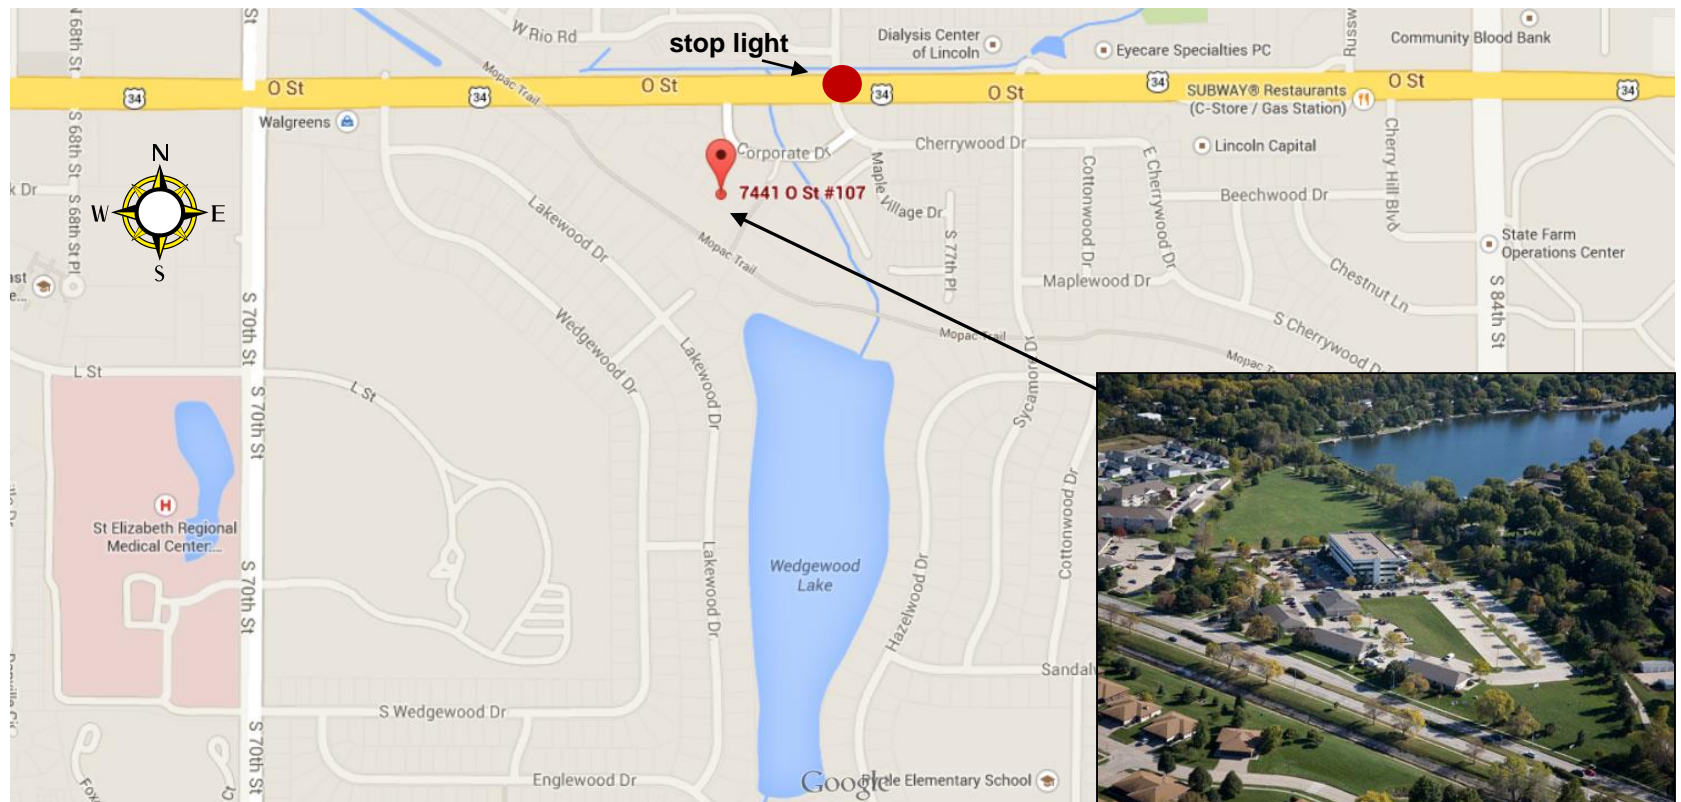 N 68th St
St
W Rio Rd
stop light
Dialysis Center
of Lincoln
Eyecare Specialties PC
Russw
Community Blood Bank
Mopac Trail
34
O St
34
O St
34
O St
34
SUBWAY® Restaurants
(C-Store / Gas Station)
O St
34
Walgreens
S 68th St
N
W
E
S
k Dr
S 68th St Pl
Corporate Dr
Cherrywood Dr
Lincoln Capital
Cherry Hill Blvd
7441 O St #107
Maple Village Dr
Cottonwood Dr
E Cherrywood Dr
Beechwood Dr
Lakewood Dr
Mopac Trail
S 77th Pl
State Farm
Operations Center
ast
e...
Maplewood Dr
Chestnut Ln
S 84th St
S 70th St
Wedgewood Dr
Lakewood Dr
Mopac Trail
Sycamore Dr
S Cherrywood Dr
Mopac T
L St
L St
S 70th St
H
St Elizabeth Regional
Medical Center...
S 70th St
Lakewood Dr
Wedgewood
Lake
Hazelwood Dr
Cottonwood Dr
Sandal
S Wedgewood Dr
S 70th St
Fox
Englewood Dr
Google
Pyrtle Elementary School